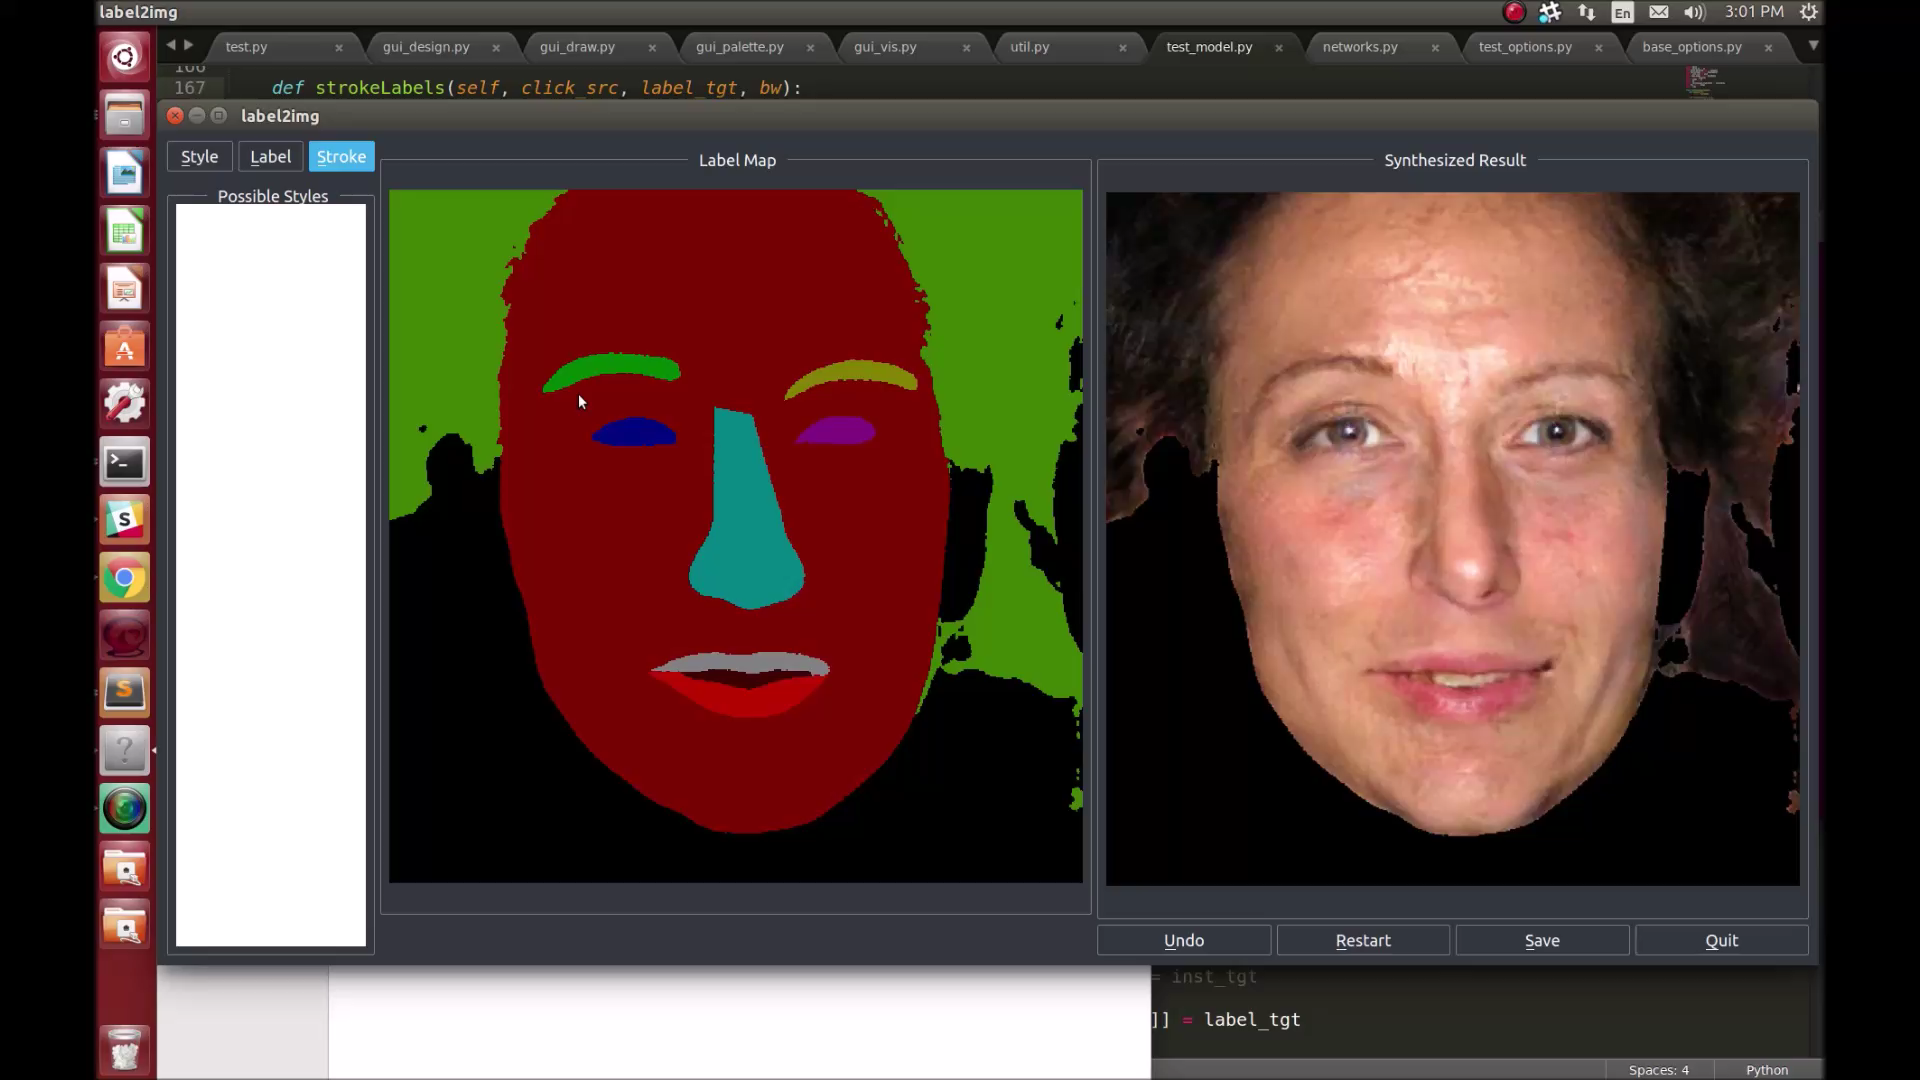 label2img
En
3:01 PM
test.py
gui_design.py
gui_draw.py
gui_palette.py
gui_vis.py
util.py
test_model.py
networks.py
test_options.py
base_options.py
166
167 def strokeLabels(self, click_src, label_tgt, bw):
label2img
Style Label Stroke
Possible Styles
Label Map
Synthesized Result
Undo Restart Save Quit
= inst_tgt
]] = label_tgt
Spaces: 4 Python